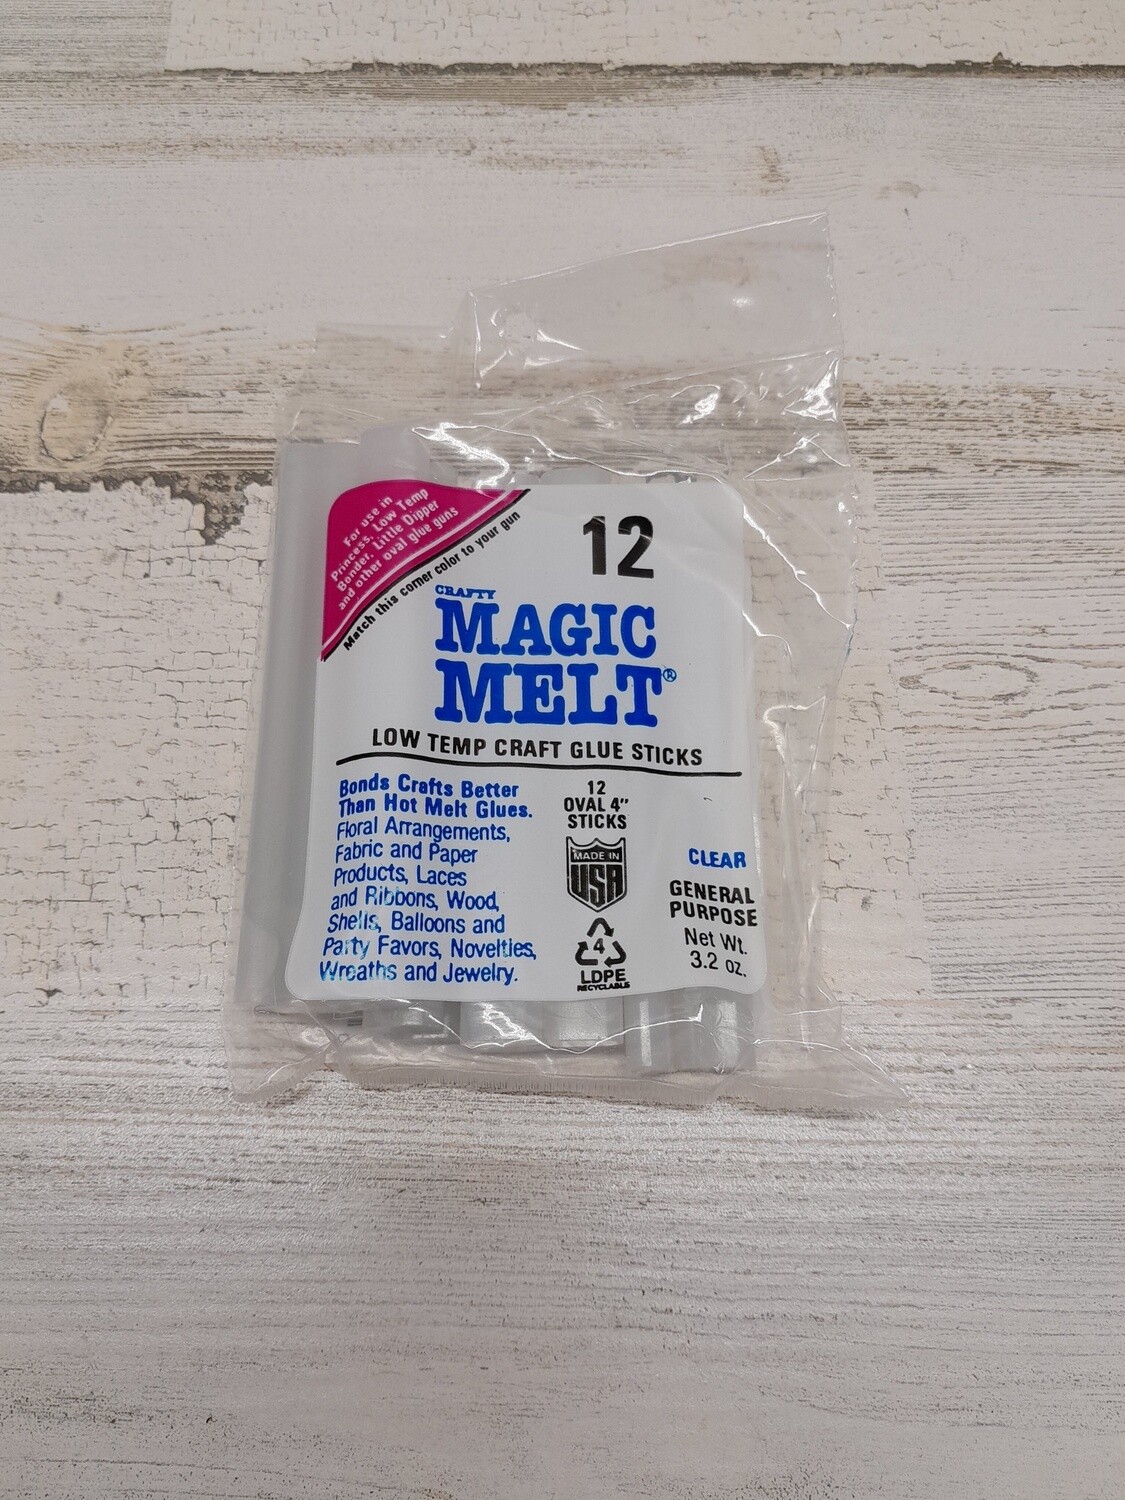 For use in
Princess, Low Temp
Bonder, Little Dipper
and other oval glue guns
Match this corner color to your gun
12
CRAFTY
MAGIC
MELT®
LOW TEMP CRAFT GLUE STICKS
Bonds Crafts Better
Than Hot Melt Glues.
Floral Arrangements,
Fabric and Paper
Products, Laces
and Ribbons, Wood,
Shells, Balloons and
Party Favors, Novelties,
Wreaths and Jewelry.
12
OVAL 4"
STICKS
MADE IN
USA
4
LDPE
RECYCLABLE
CLEAR
GENERAL
PURPOSE
Net Wt.
3.2 oz.